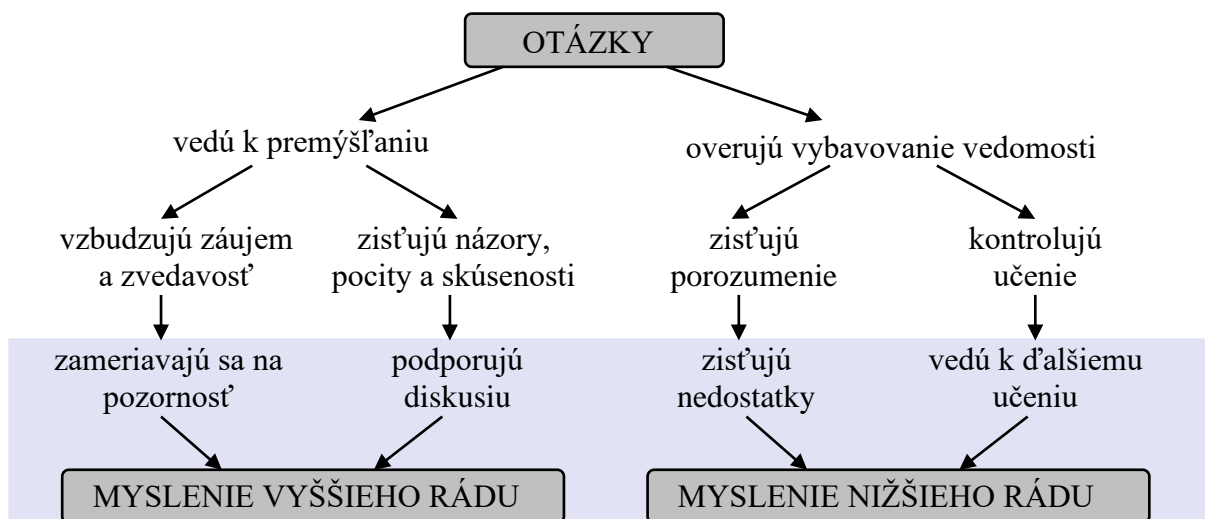 OTÁZKY
vedú k premýšľaniu
overujú vybavovanie vedomosti
vzbudzujú záujem
a zvedavosť
zisťujú názory,
pocity a skúsenosti
zisťujú
porozumenie
kontrolujú
učenie
zameriavajú sa na
pozornosť
podporujú
diskusiu
zisťujú
nedostatky
vedú k ďalšiemu
učeniu
MYSLENIE VYŠŠIEHO RÁDU
MYSLENIE NIŽŠIEHO RÁDU